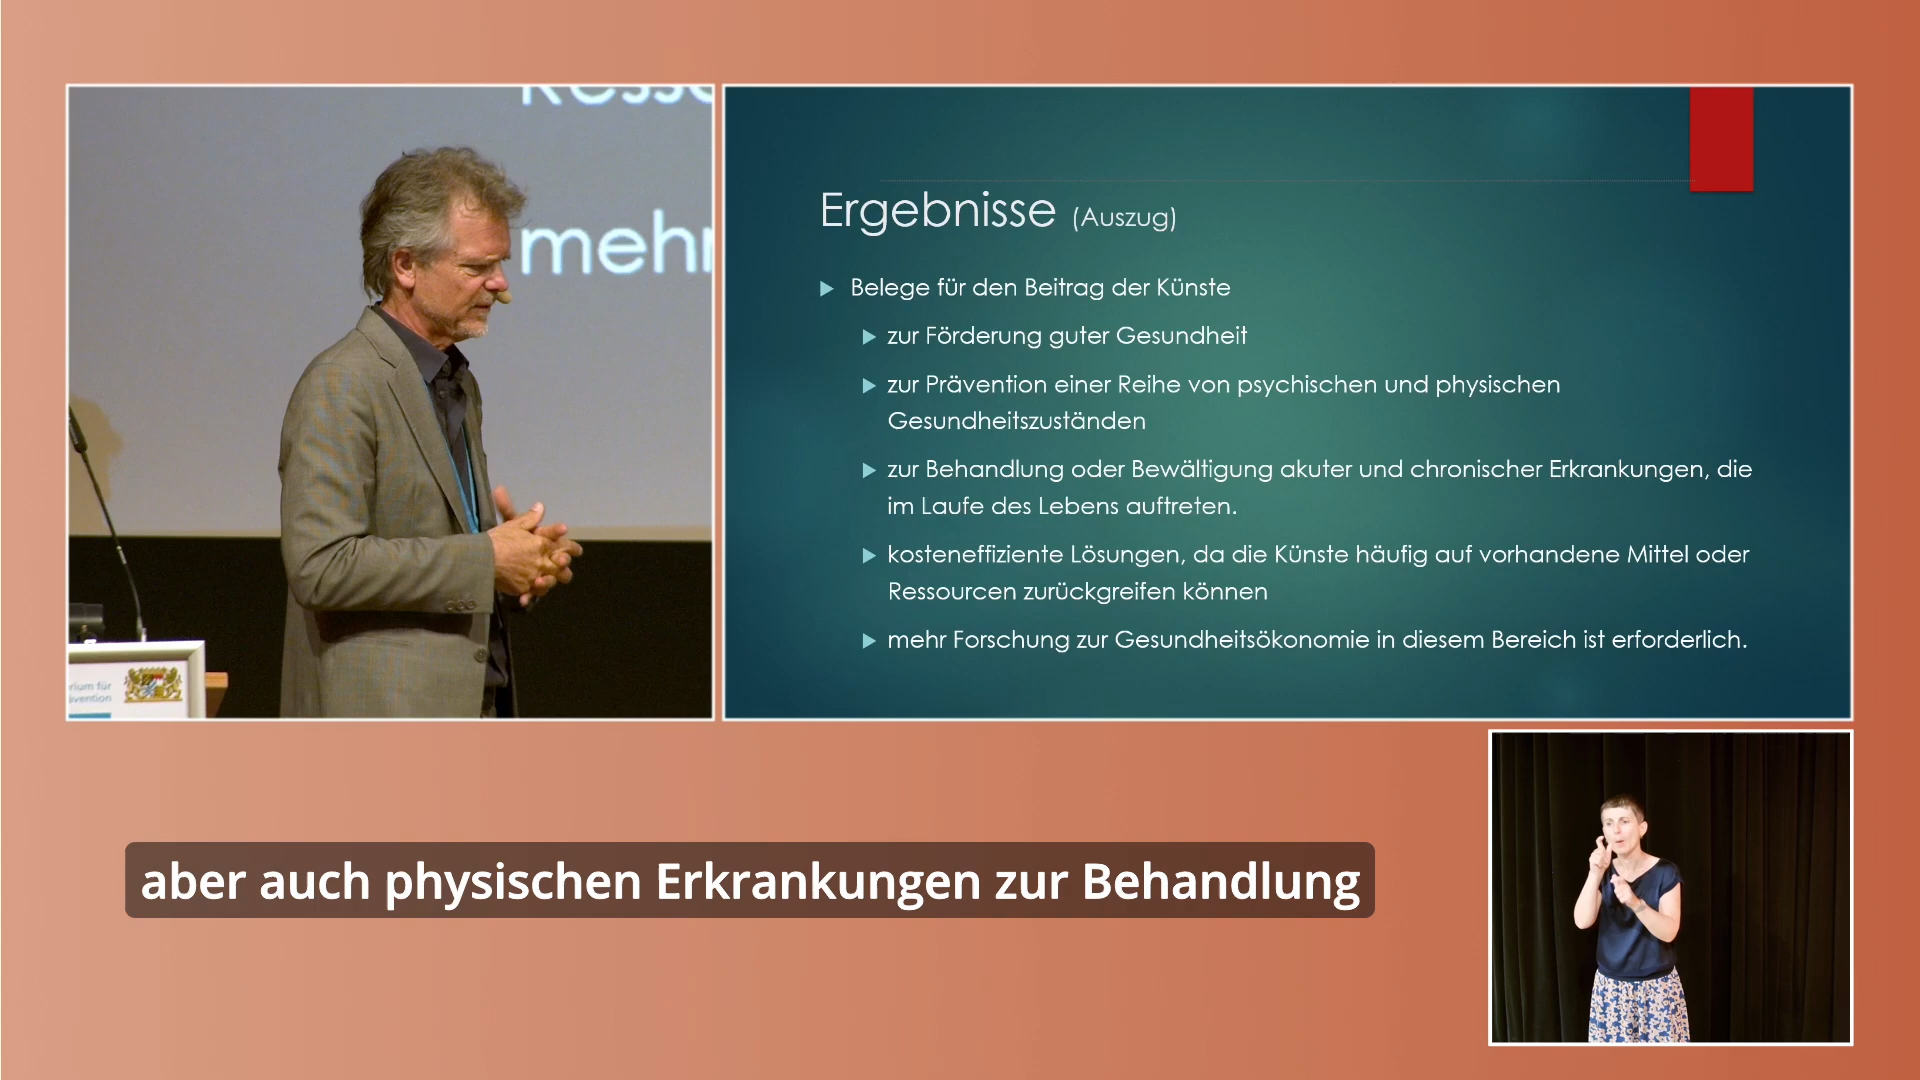 mehr
Ergebnisse (Auszug)
Belege für den Beitrag der Künste
zur Förderung guter Gesundheit
zur Prävention einer Reihe von psychischen und physischen
Gesundheitszuständen
zur Behandlung oder Bewältigung akuter und chronischer Erkrankungen, die
im Laufe des Lebens auftreten.
kosteneffiziente Lösungen, da die Künste häufig auf vorhandene Mittel oder
Ressourcen zurückgreifen können
mehr Forschung zur Gesundheitsökonomie in diesem Bereich ist erforderlich.
für
aber auch physischen Erkrankungen zur Behandlung